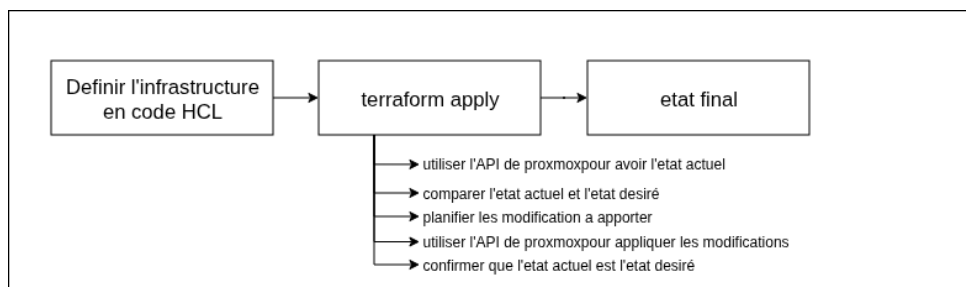 Definir l'infrastructure
en code HCL
terraform apply
etat final
utiliser l'API de proxmoxpour avoir l'etat actuel
comparer l'etat actuel et l'etat desiré
planifier les modification a apporter
utiliser l'API de proxmoxpour appliquer les modifications
confirmer que l'etat actuel est l'etat desiré